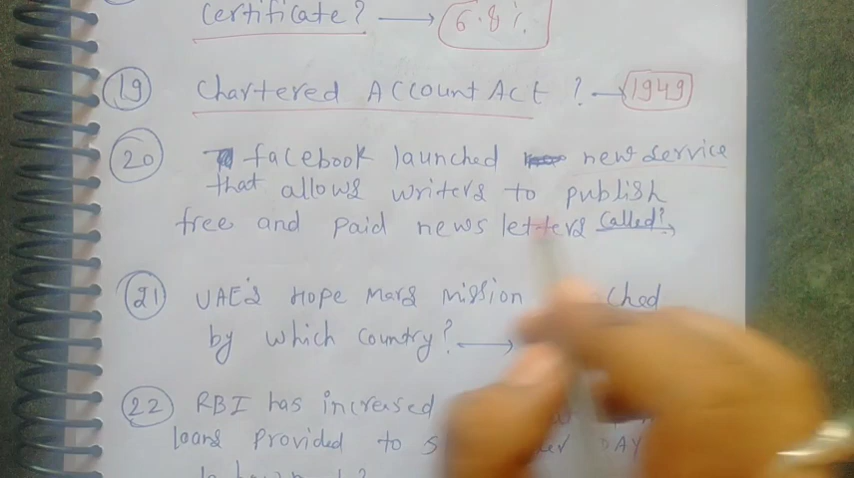 certificate? → 6.8%
19 Chartered Account Act ? → 1949
20 facebook launched new service
that allows writers to publish
free and paid news letters called? →
21 UAE's Hope Mars mission ched
by which country? →
22 RBI has increased
loans provided to DAY